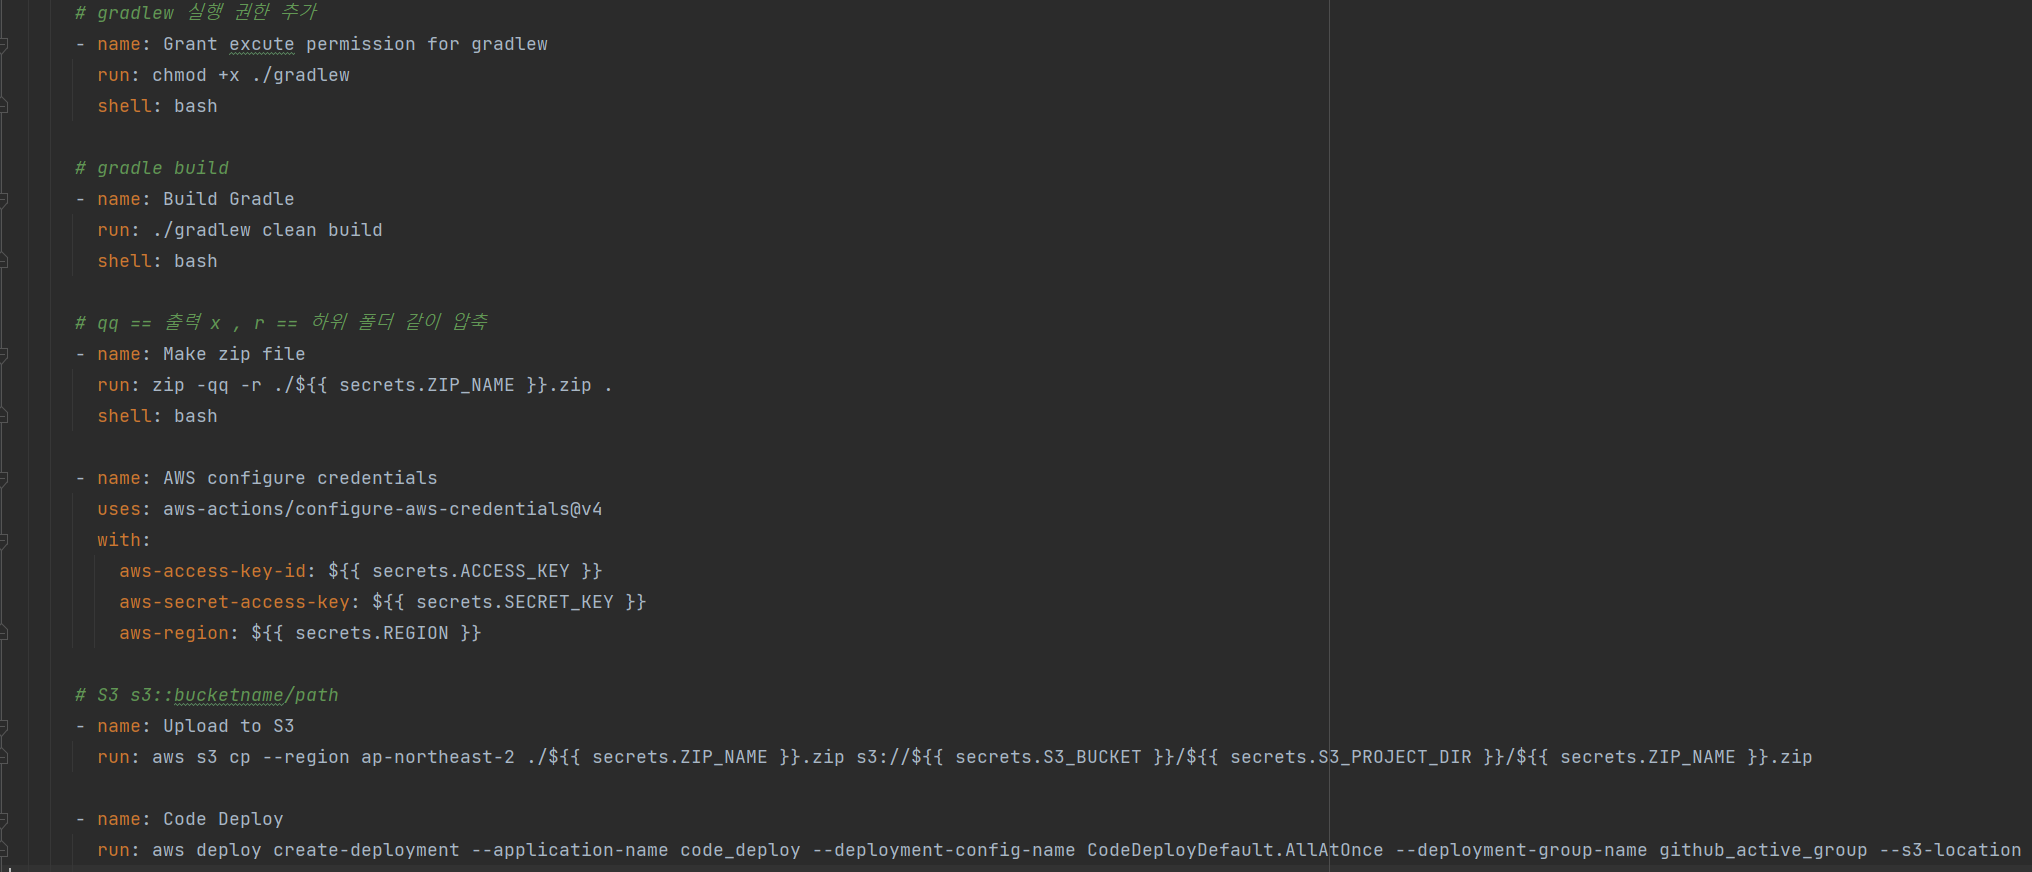 # gradlew 실행 권한 추가
- name: Grant excute permission for gradlew
run: chmod +x ./gradlew
shell: bash
# gradle build
- name: Build Gradle
run: ./gradlew clean build
shell: bash
# qq == 출력 x , r == 하위 폴더 같이 압축
- name: Make zip file
run: zip -qq -r ./${{ secrets.ZIP_NAME }}.zip .
shell: bash
- name: AWS configure credentials
uses: aws-actions/configure-aws-credentials@v4
with:
aws-access-key-id: ${{ secrets.ACCESS_KEY }}
aws-secret-access-key: ${{ secrets.SECRET_KEY }}
aws-region: ${{ secrets.REGION }}
# S3 s3::bucketname/path
- name: Upload to S3
run: aws s3 cp --region ap-northeast-2 ./${{ secrets.ZIP_NAME }}.zip s3://${{ secrets.S3_BUCKET }}/${{ secrets.S3_PROJECT_DIR }}/${{ secrets.ZIP_NAME }}.zip
- name: Code Deploy
run: aws deploy create-deployment --application-name code_deploy --deployment-config-name CodeDeployDefault.AllAtOnce --deployment-group-name github_active_group --s3-location